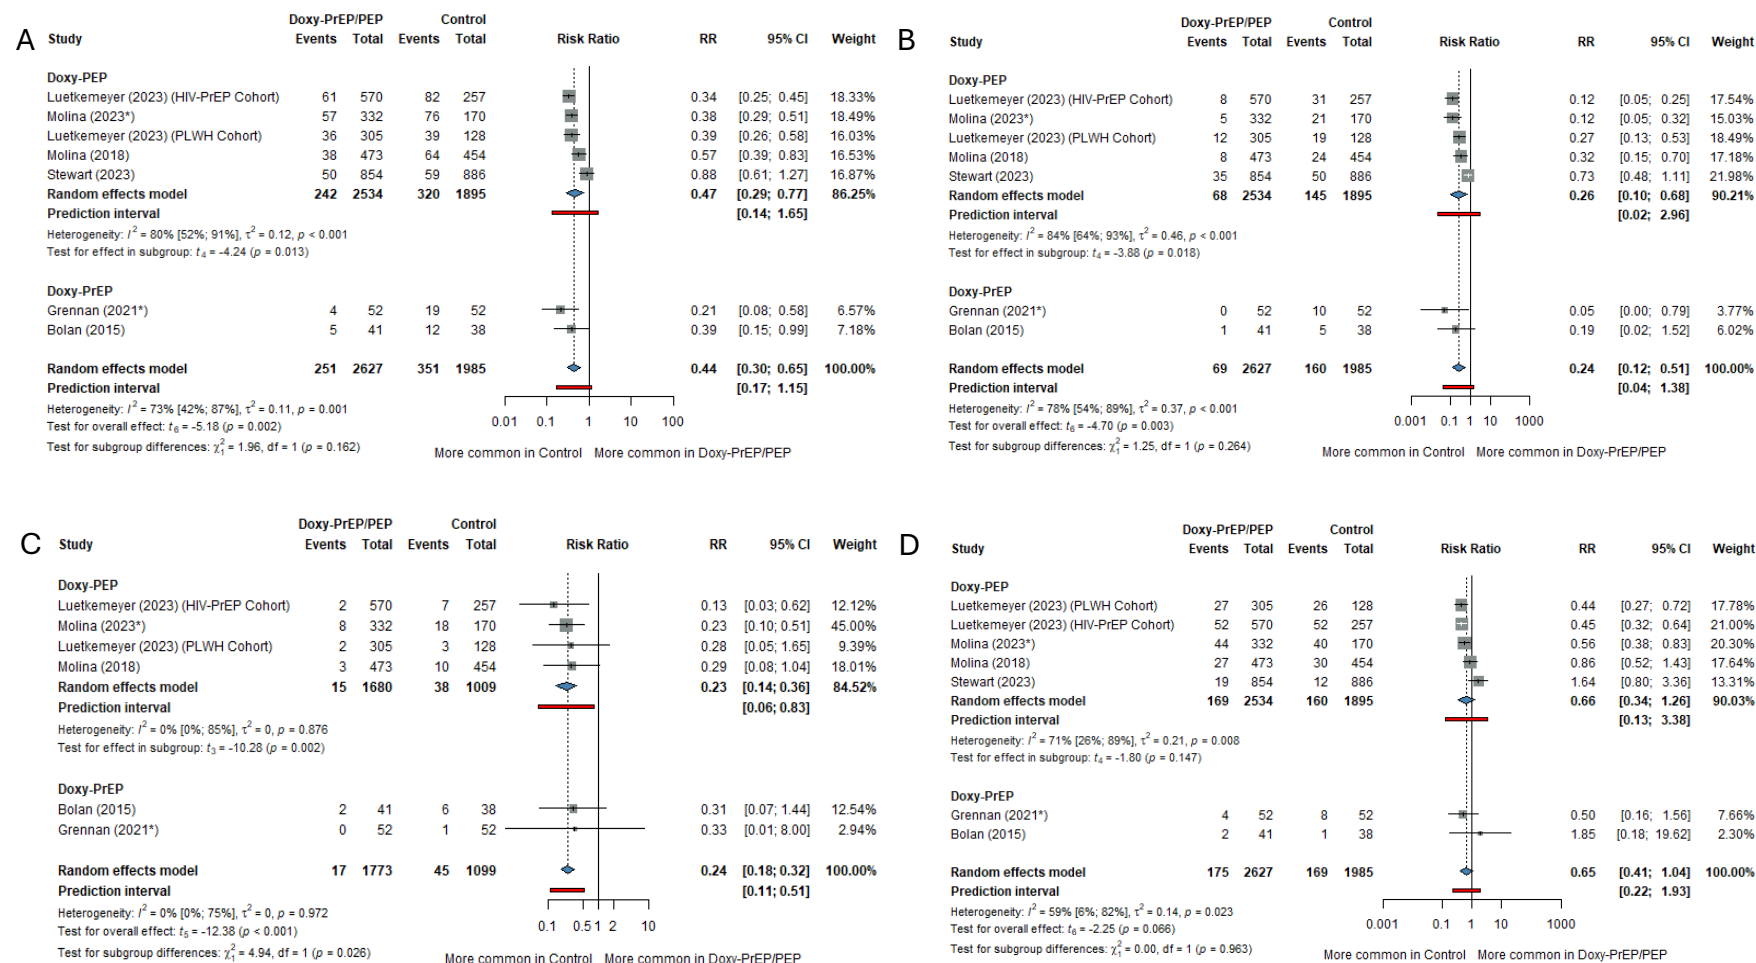 A
Doxy-PrEP/PEP Control
Study Events Total Events Total Risk Ratio RR 95% CI Weight
Doxy-PEP
Luetkemeyer (2023) (HIV-PrEP Cohort) 61 570 82 257 0.34 [0.25; 0.45] 18.33%
Molina (2023*) 57 332 76 170 0.38 [0.29; 0.51] 18.49%
Luetkemeyer (2023) (PLWH Cohort) 36 305 39 128 0.39 [0.26; 0.58] 16.03%
Molina (2018) 38 473 64 454 0.57 [0.39; 0.83] 16.53%
Stewart (2023) 50 854 59 886 0.88 [0.61; 1.27] 16.87%
Random effects model 242 2534 320 1895 0.47 [0.29; 0.77] 86.25%
Prediction interval [0.14; 1.65]
Heterogeneity: I² = 80% [52%; 91%], τ² = 0.12, p < 0.001
Test for effect in subgroup: t₄ = -4.24 (p = 0.013)
Doxy-PrEP
Grennan (2021*) 4 52 19 52 0.21 [0.08; 0.58] 6.57%
Bolan (2015) 5 41 12 38 0.39 [0.15; 0.99] 7.18%
Random effects model 251 2627 351 1985 0.44 [0.30; 0.65] 100.00%
Prediction interval [0.17; 1.15]
Heterogeneity: I² = 73% [42%; 87%], τ² = 0.11, p = 0.001
Test for overall effect: t₆ = -5.18 (p = 0.002)
0.01 0.1 1 10 100
Test for subgroup differences: χ²₁ = 1.96, df = 1 (p = 0.162)
More common in Control More common in Doxy-PrEP/PEP
B
Doxy-PrEP/PEP Control
Study Events Total Events Total Risk Ratio RR 95% CI Weight
Doxy-PEP
Luetkemeyer (2023) (HIV-PrEP Cohort) 8 570 31 257 0.12 [0.05; 0.25] 17.54%
Molina (2023*) 5 332 21 170 0.12 [0.05; 0.32] 15.03%
Luetkemeyer (2023) (PLWH Cohort) 12 305 19 128 0.27 [0.13; 0.53] 18.49%
Molina (2018) 8 473 24 454 0.32 [0.15; 0.70] 17.18%
Stewart (2023) 35 854 50 886 0.73 [0.48; 1.11] 21.98%
Random effects model 68 2534 145 1895 0.26 [0.10; 0.68] 90.21%
Prediction interval [0.02; 2.96]
Heterogeneity: I² = 84% [64%; 93%], τ² = 0.46, p < 0.001
Test for effect in subgroup: t₄ = -3.88 (p = 0.018)
Doxy-PrEP
Grennan (2021*) 0 52 10 52 0.05 [0.00; 0.79] 3.77%
Bolan (2015) 1 41 5 38 0.19 [0.02; 1.52] 6.02%
Random effects model 69 2627 160 1985 0.24 [0.12; 0.51] 100.00%
Prediction interval [0.04; 1.38]
Heterogeneity: I² = 78% [54%; 89%], τ² = 0.37, p < 0.001
Test for overall effect: t₆ = -4.70 (p = 0.003)
0.001 0.1 1 10 1000
Test for subgroup differences: χ²₁ = 1.25, df = 1 (p = 0.264)
More common in Control More common in Doxy-PrEP/PEP
C
Doxy-PrEP/PEP Control
Study Events Total Events Total Risk Ratio RR 95% CI Weight
Doxy-PEP
Luetkemeyer (2023) (HIV-PrEP Cohort) 2 570 7 257 0.13 [0.03; 0.62] 12.12%
Molina (2023*) 8 332 18 170 0.23 [0.10; 0.51] 45.00%
Luetkemeyer (2023) (PLWH Cohort) 2 305 3 128 0.28 [0.05; 1.65] 9.39%
Molina (2018) 3 473 10 454 0.29 [0.08; 1.04] 18.01%
Random effects model 15 1680 38 1009 0.23 [0.14; 0.36] 84.52%
Prediction interval [0.06; 0.83]
Heterogeneity: I² = 0% [0%; 85%], τ² = 0, p = 0.876
Test for effect in subgroup: t₃ = -10.28 (p = 0.002)
Doxy-PrEP
Bolan (2015) 2 41 6 38 0.31 [0.07; 1.44] 12.54%
Grennan (2021*) 0 52 1 52 0.33 [0.01; 8.00] 2.94%
Random effects model 17 1773 45 1099 0.24 [0.18; 0.32] 100.00%
Prediction interval [0.11; 0.51]
Heterogeneity: I² = 0% [0%; 75%], τ² = 0, p = 0.972
Test for overall effect: t₅ = -12.38 (p < 0.001)
0.1 0.5 1 2 10
Test for subgroup differences: χ²₁ = 4.94, df = 1 (p = 0.026)
More common in Control More common in Doxy-PrEP/PEP
D
Doxy-PrEP/PEP Control
Study Events Total Events Total Risk Ratio RR 95% CI Weight
Doxy-PEP
Luetkemeyer (2023) (PLWH Cohort) 27 305 26 128 0.44 [0.27; 0.72] 17.78%
Luetkemeyer (2023) (HIV-PrEP Cohort) 52 570 52 257 0.45 [0.32; 0.64] 21.00%
Molina (2023*) 44 332 40 170 0.56 [0.38; 0.83] 20.30%
Molina (2018) 27 473 30 454 0.86 [0.52; 1.43] 17.64%
Stewart (2023) 19 854 12 886 1.64 [0.80; 3.36] 13.31%
Random effects model 169 2534 160 1895 0.66 [0.34; 1.26] 90.03%
Prediction interval [0.13; 3.38]
Heterogeneity: I² = 71% [26%; 89%], τ² = 0.21, p = 0.008
Test for effect in subgroup: t₄ = -1.80 (p = 0.147)
Doxy-PrEP
Grennan (2021*) 4 52 8 52 0.50 [0.16; 1.56] 7.66%
Bolan (2015) 2 41 1 38 1.85 [0.18; 19.62] 2.30%
Random effects model 175 2627 169 1985 0.65 [0.41; 1.04] 100.00%
Prediction interval [0.22; 1.93]
Heterogeneity: I² = 59% [6%; 82%], τ² = 0.14, p = 0.023
Test for overall effect: t₆ = -2.25 (p = 0.066)
0.001 0.1 1 10 1000
Test for subgroup differences: χ²₁ = 0.00, df = 1 (p = 0.963)
More common in Control More common in Doxy-PrEP/PEP